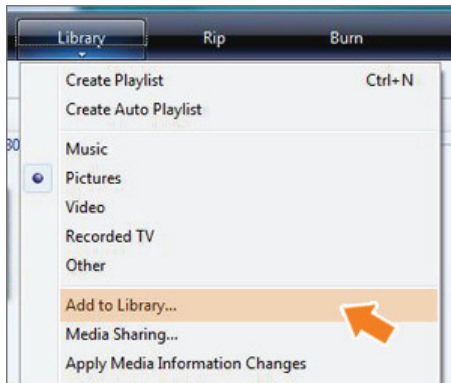 Library Rip Burn
Create Playlist Ctrl+N
Create Auto Playlist
30
Music
Pictures
Video
Recorded TV
Other
Add to Library...
Media Sharing...
Apply Media Information Changes